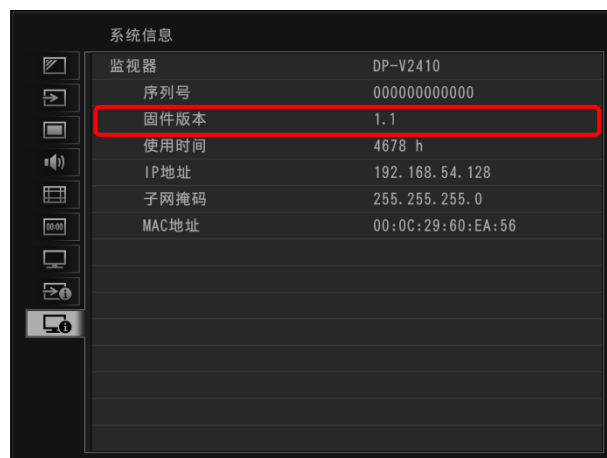 系统信息
监视器 DP-V2410
序列号 000000000000
固件版本 1.1
使用时间 4678 h
IP地址 192.168.54.128
子网掩码 255.255.255.0
00:00 MAC地址 00:0C:29:60:EA:56